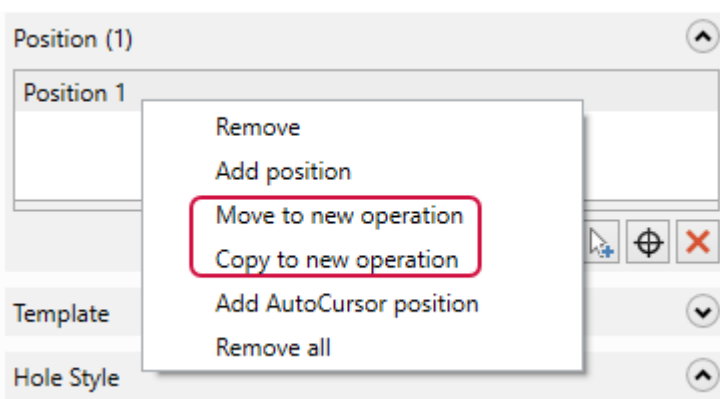 Position (1)
Position 1
Remove
Add position
Move to new operation
Copy to new operation
Add AutoCursor position
Remove all
Template
Hole Style